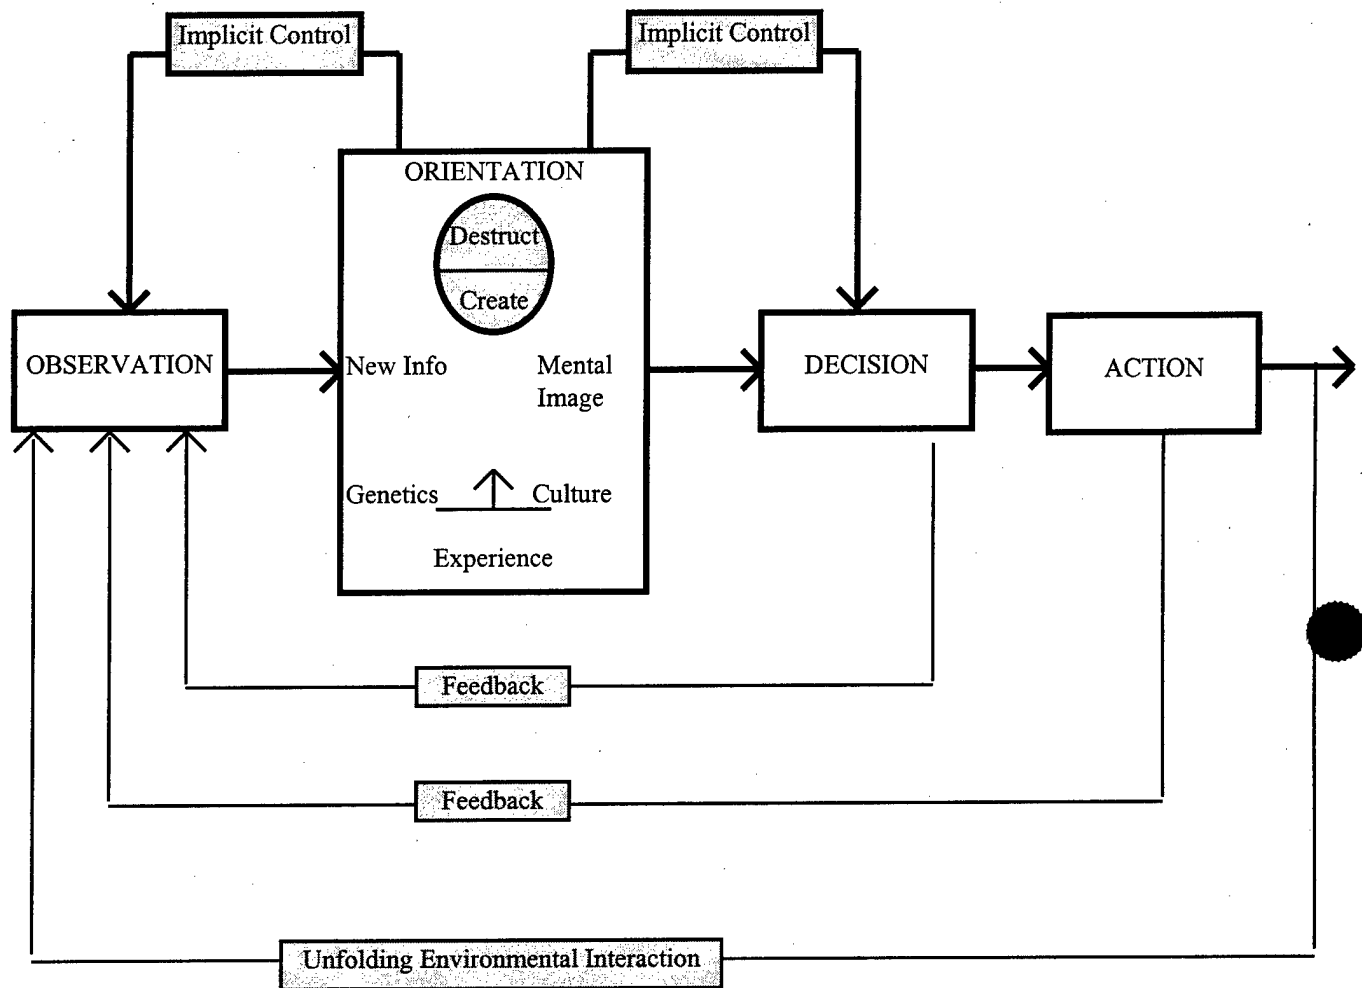 Implicit Control
Implicit Control
ORIENTATION
Destruct
Create
OBSERVATION
New Info
Mental
Image
DECISION
ACTION
Genetics
Culture
Experience
Feedback
Feedback
Unfolding Environmental Interaction